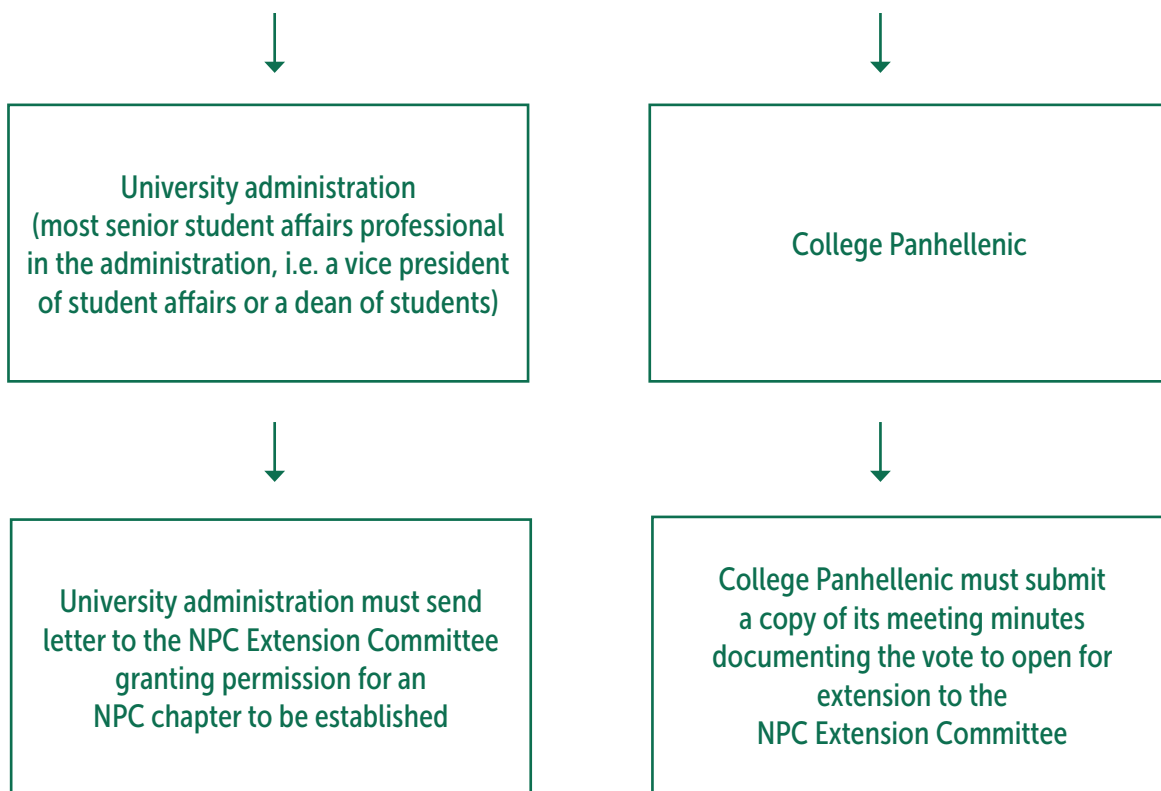 University administration
(most senior student affairs professional
in the administration, i.e. a vice president
of student affairs or a dean of students)
College Panhellenic
University administration must send
letter to the NPC Extension Committee
granting permission for an
NPC chapter to be established
College Panhellenic must submit
a copy of its meeting minutes
documenting the vote to open for
extension to the
NPC Extension Committee